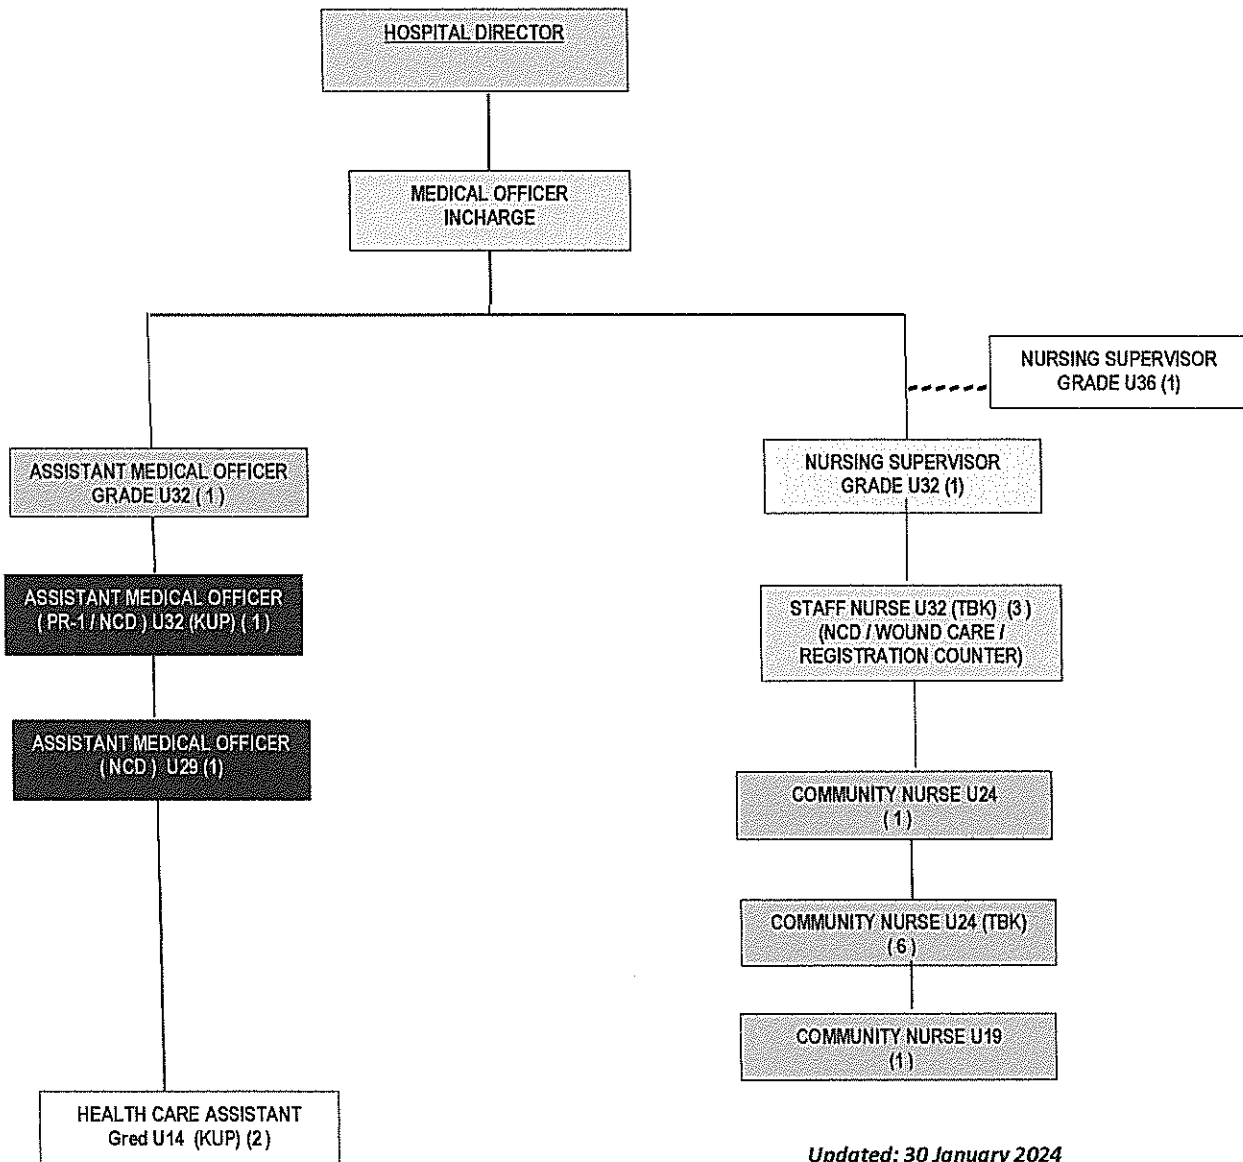 HOSPITAL DIRECTOR
MEDICAL OFFICER
INCHARGE
NURSING SUPERVISOR
GRADE U36 (1)
ASSISTANT MEDICAL OFFICER
GRADE U32 ( 1 )
NURSING SUPERVISOR
GRADE U32 (1)
ASSISTANT MEDICAL OFFICER
( PR-1 / NCD ) U32 (KUP) ( 1 )
STAFF NURSE U32 (TBK) (3 )
(NCD / WOUND CARE /
REGISTRATION COUNTER)
ASSISTANT MEDICAL OFFICER
( NCD ) U29 (1)
COMMUNITY NURSE U24
( 1 )
COMMUNITY NURSE U24 (TBK)
( 6 )
COMMUNITY NURSE U19
(1)
HEALTH CARE ASSISTANT
Gred U14 (KUP) (2 )
Updated: 30 January 2024